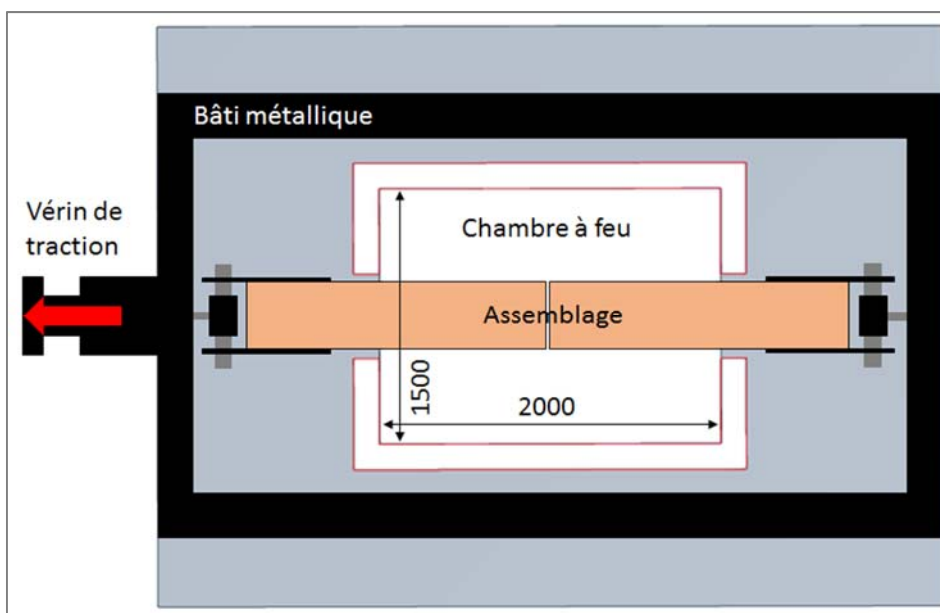 Bâti métallique
Vérin de
traction
Chambre à feu
Assemblage
1500
2000